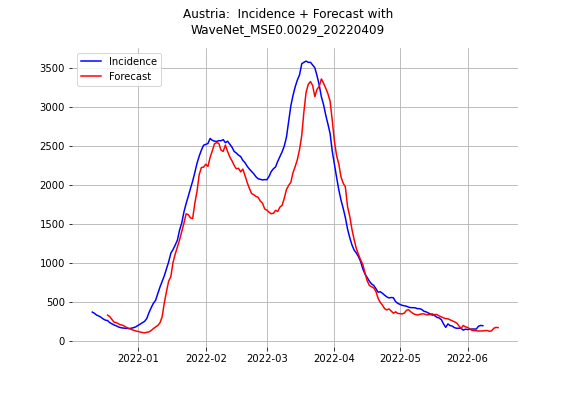 Austria:  Incidence + Forecast with
WaveNet_MSE0.0029_20220409
Incidence
Forecast
3500
3000
2500
2000
1500
1000
500
0
2022-01 2022-02 2022-03 2022-04 2022-05 2022-06